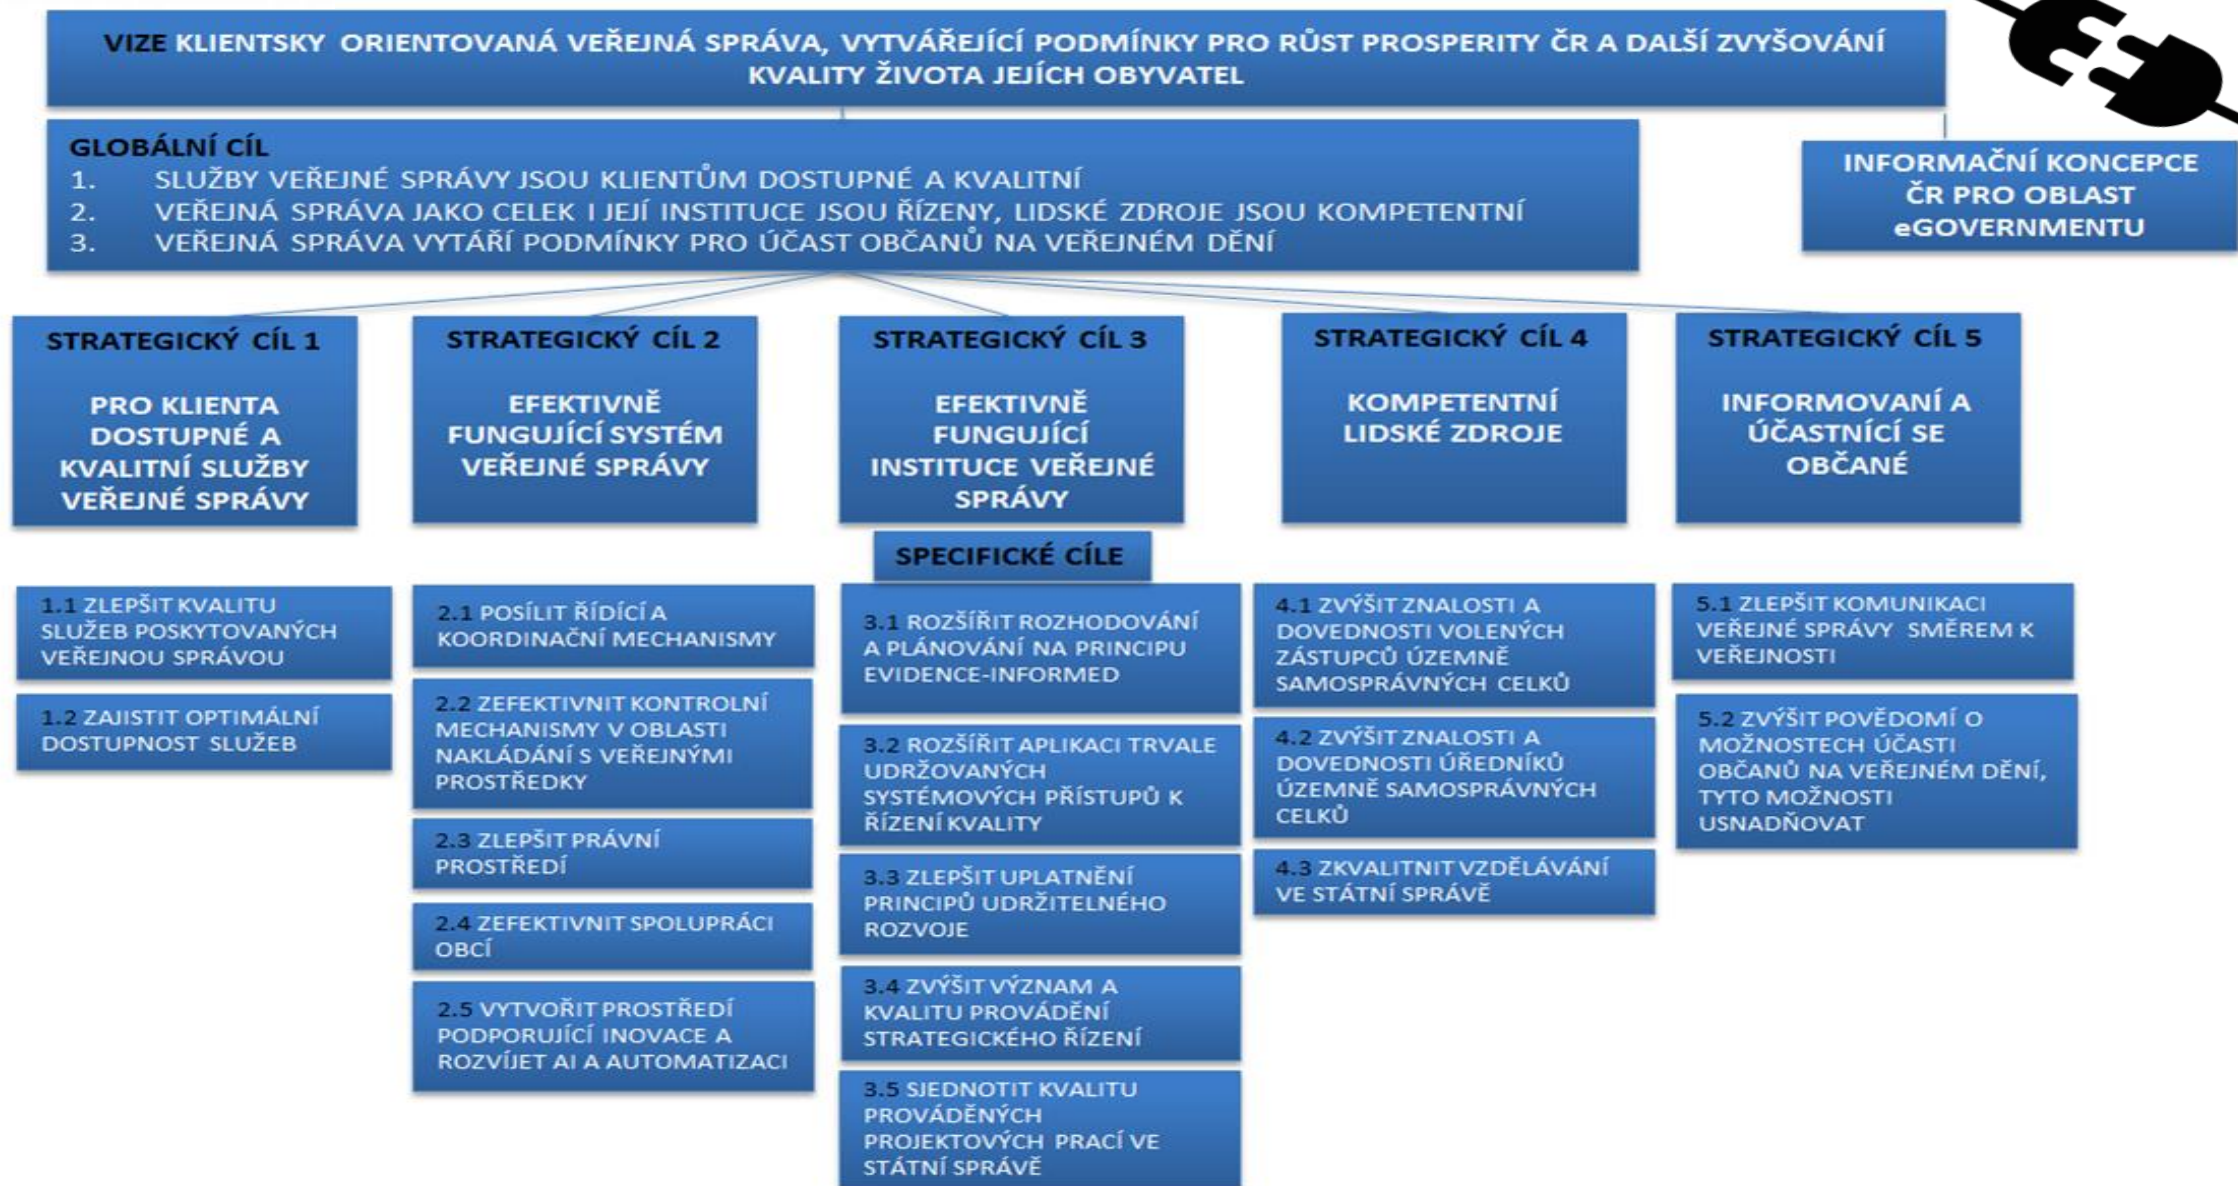 VIZE KLIENTSKY ORIENTOVANÁ VEŘEJNÁ SPRÁVA, VYTVÁŘEJÍCÍ PODMÍNKY PRO RŮST PROSPERITY ČR A DALŠÍ ZVYŠOVÁNÍ
KVALITY ŽIVOTA JEJÍCH OBYVATEL
GLOBÁLNÍ CÍL
1. SLUŽBY VEŘEJNÉ SPRÁVY JSOU KLIENTŮM DOSTUPNÉ A KVALITNÍ
2. VEŘEJNÁ SPRÁVA JAKO CELEK I JEJÍ INSTITUCE JSOU ŘÍZENY, LIDSKÉ ZDROJE JSOU KOMPETENTNÍ
3. VEŘEJNÁ SPRÁVA VYTÁŘÍ PODMÍNKY PRO ÚČAST OBČANŮ NA VEŘEJNÉM DĚNÍ
INFORMAČNÍ KONCEPCE
ČR PRO OBLAST
eGOVERNMENTU
STRATEGICKÝ CÍL 1
PRO KLIENTA
DOSTUPNÉ A
KVALITNÍ SLUŽBY
VEŘEJNÉ SPRÁVY
STRATEGICKÝ CÍL 2
EFEKTIVNĚ
FUNGUJÍCÍ SYSTÉM
VEŘEJNÉ SPRÁVY
STRATEGICKÝ CÍL 3
EFEKTIVNĚ
FUNGUJÍCÍ
INSTITUCE VEŘEJNÉ
SPRÁVY
STRATEGICKÝ CÍL 4
KOMPETENTNÍ
LIDSKÉ ZDROJE
STRATEGICKÝ CÍL 5
INFORMOVANÍ A
ÚČASTNÍCÍ SE
OBČANÉ
SPECIFICKÉ CÍLE
1.1 ZLEPŠIT KVALITU
SLUŽEB POSKYTOVANÝCH
VEŘEJNOU SPRÁVOU
1.2 ZAJISTIT OPTIMÁLNÍ
DOSTUPNOST SLUŽEB
2.1 POSÍLIT ŘÍDÍCÍ A
KOORDINAČNÍ MECHANISMY
2.2 ZEFEKTIVNIT KONTROLNÍ
MECHANISMY V OBLASTI
NAKLÁDÁNÍ S VEŘEJNÝMI
PROSTŘEDKY
2.3 ZLEPŠIT PRÁVNÍ
PROSTŘEDÍ
2.4 ZEFEKTIVNIT SPOLUPRÁCI
OBCÍ
2.5 VYTVOŘIT PROSTŘEDÍ
PODPORUJÍCÍ INOVACE A
ROZVÍJET AI A AUTOMATIZACI
3.1 ROZŠÍŘIT ROZHODOVÁNÍ
A PLÁNOVÁNÍ NA PRINCIPU
EVIDENCE-INFORMED
3.2 ROZŠÍŘIT APLIKACI TRVALE
UDRŽOVANÝCH
SYSTÉMOVÝCH PŘÍSTUPŮ K
ŘÍZENÍ KVALITY
3.3 ZLEPŠIT UPLATNĚNÍ
PRINCIPŮ UDRŽITELNÉHO
ROZVOJE
3.4 ZVÝŠIT VÝZNAM A
KVALITU PROVÁDĚNÍ
STRATEGICKÉHO ŘÍZENÍ
3.5 SJEDNOTIT KVALITU
PROVÁDĚNÝCH
PROJEKTOVÝCH PRACÍ VE
STÁTNÍ SPRÁVĚ
4.1 ZVÝŠIT ZNALOSTI A
DOVEDNOSTI VOLENÝCH
ZÁSTUPCŮ ÚZEMNĚ
SAMOSPRÁVNÝCH CELKŮ
4.2 ZVÝŠIT ZNALOSTI A
DOVEDNOSTI ÚŘEDNÍKŮ
ÚZEMNĚ SAMOSPRÁVNÝCH
CELKŮ
4.3 ZKVALITNIT VZDĚLÁVÁNÍ
VE STÁTNÍ SPRÁVĚ
5.1 ZLEPŠIT KOMUNIKACI
VEŘEJNÉ SPRÁVY SMĚREM K
VEŘEJNOSTI
5.2 ZVÝŠIT POVĚDOMÍ O
MOŽNOSTECH ÚČASTI
OBČANŮ NA VEŘEJNÉM DĚNÍ,
TYTO MOŽNOSTI
USNADŇOVAT